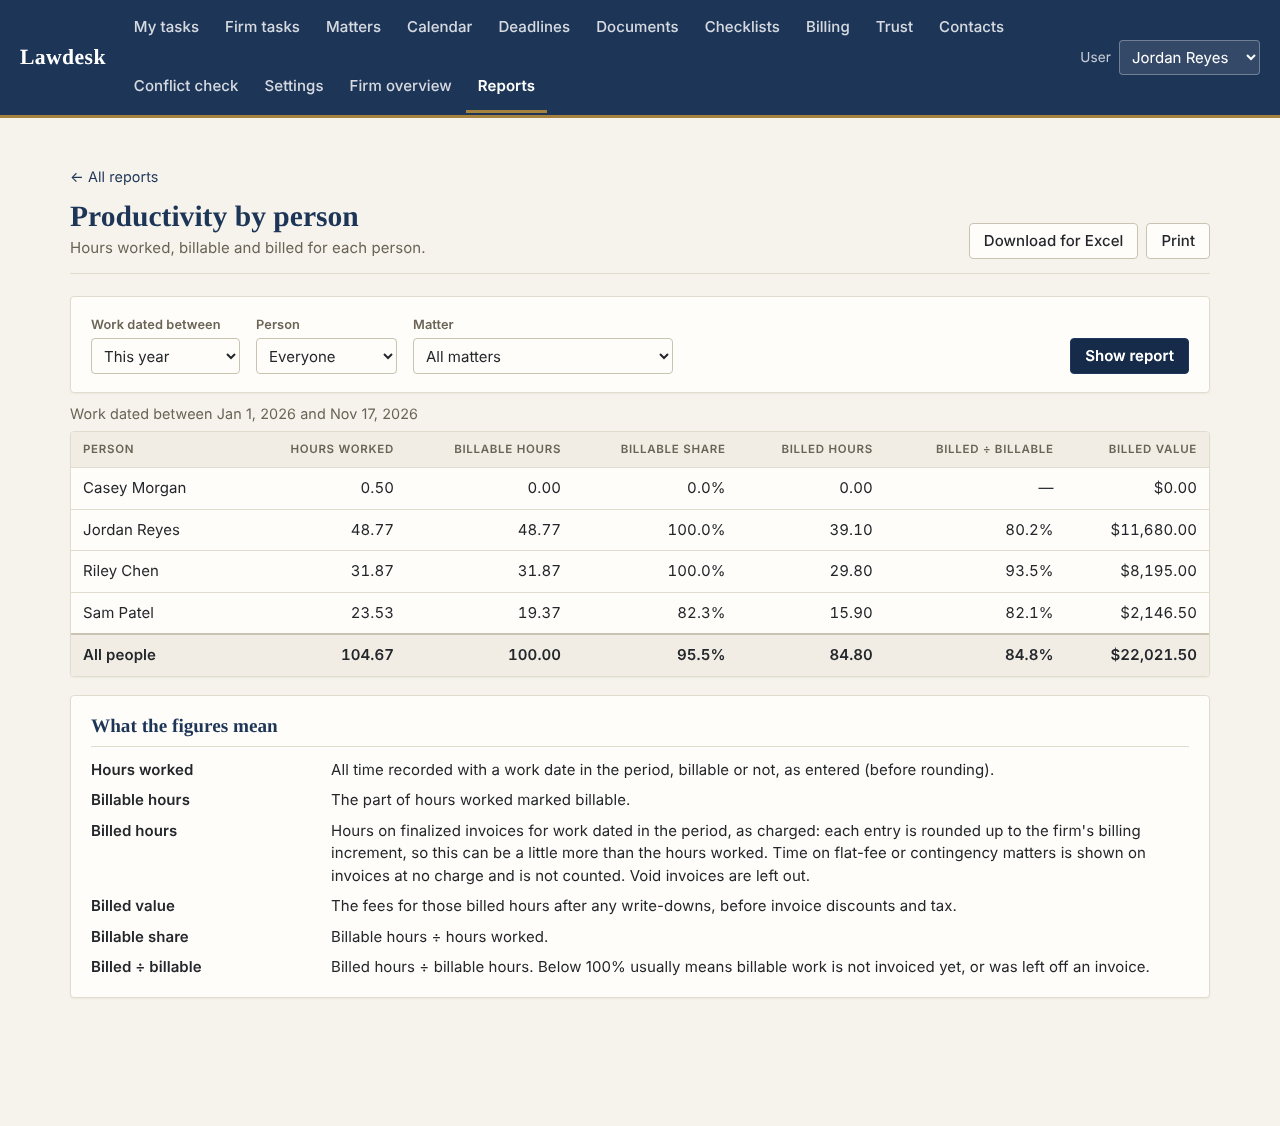 Lawdesk
My tasks Firm tasks Matters Calendar Deadlines Documents Checklists Billing Trust Contacts
Conflict check Settings Firm overview Reports
User Jordan Reyes
← All reports
Productivity by person
Hours worked, billable and billed for each person.
Download for Excel Print
Work dated between Person Matter
This year Everyone All matters Show report
Work dated between Jan 1, 2026 and Nov 17, 2026
PERSON HOURS WORKED BILLABLE HOURS BILLABLE SHARE BILLED HOURS BILLED ÷ BILLABLE BILLED VALUE
Casey Morgan 0.50 0.00 0.0% 0.00 — $0.00
Jordan Reyes 48.77 48.77 100.0% 39.10 80.2% $11,680.00
Riley Chen 31.87 31.87 100.0% 29.80 93.5% $8,195.00
Sam Patel 23.53 19.37 82.3% 15.90 82.1% $2,146.50
All people 104.67 100.00 95.5% 84.80 84.8% $22,021.50
What the figures mean
Hours worked All time recorded with a work date in the period, billable or not, as entered (before rounding).
Billable hours The part of hours worked marked billable.
Billed hours Hours on finalized invoices for work dated in the period, as charged: each entry is rounded up to the firm's billing
increment, so this can be a little more than the hours worked. Time on flat-fee or contingency matters is shown on
invoices at no charge and is not counted. Void invoices are left out.
Billed value The fees for those billed hours after any write-downs, before invoice discounts and tax.
Billable share Billable hours ÷ hours worked.
Billed ÷ billable Billed hours ÷ billable hours. Below 100% usually means billable work is not invoiced yet, or was left off an invoice.